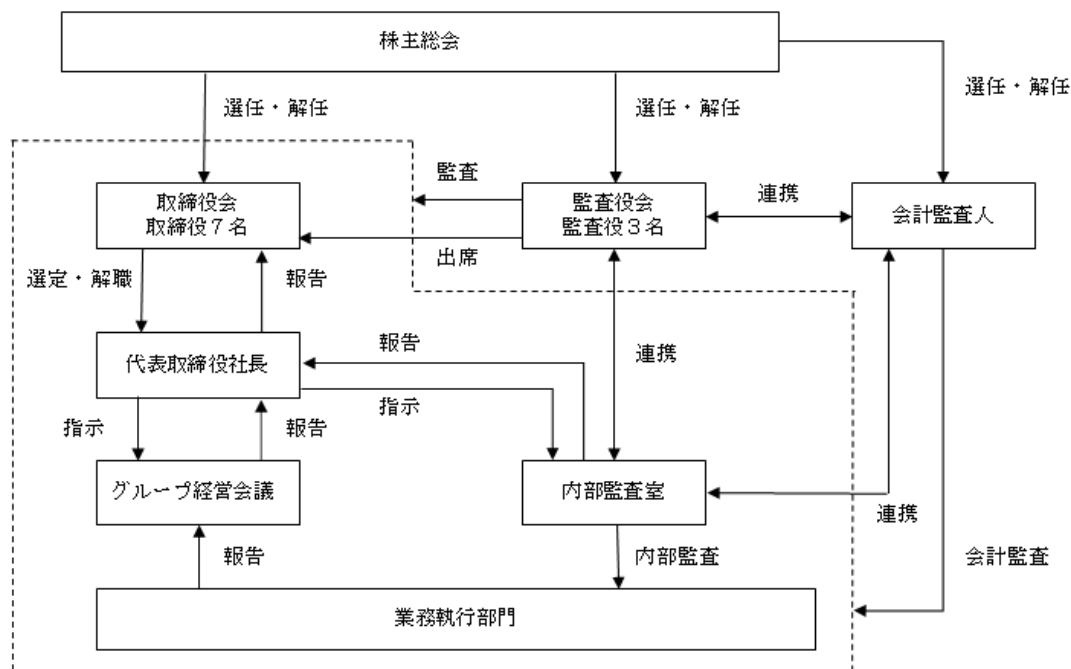 株主総会
選任・解任
選任・解任
選任・解任
監査
取締役会
取締役７名
監査役会
監査役３名
連携
会計監査人
出席
選定・解職
報告
代表取締役社長
報告
連携
指示
指示
報告
グループ経営会議
内部監査室
連携
報告
内部監査
会計監査
業務執行部門